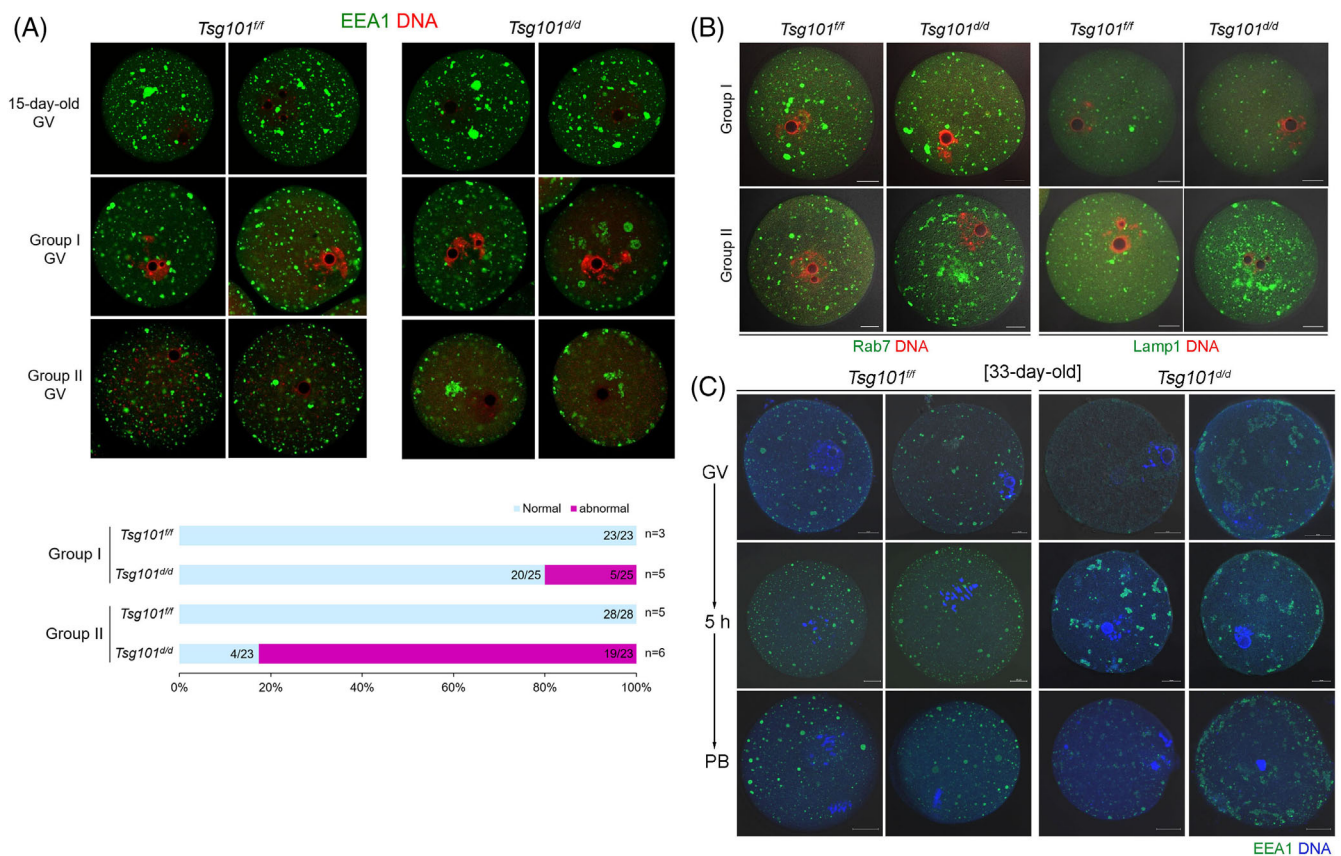 (A)
EEA1 DNA
Tsg101f/f
Tsg101d/d
15-day-old
GV
Group I
GV
Group II
GV
Normal abnormal
Group I
Tsg101f/f
23/23
n=3
Tsg101d/d
20/25
5/25
n=5
Group II
Tsg101f/f
28/28
n=5
Tsg101d/d
4/23
19/23
n=6
0% 20% 40% 60% 80% 100%
(B)
Tsg101f/f
Tsg101d/d
Tsg101f/f
Tsg101d/d
Group I
Group II
Rab7 DNA
Lamp1 DNA
(C)
[33-day-old]
Tsg101f/f
Tsg101d/d
GV
5 h
PB
EEA1 DNA